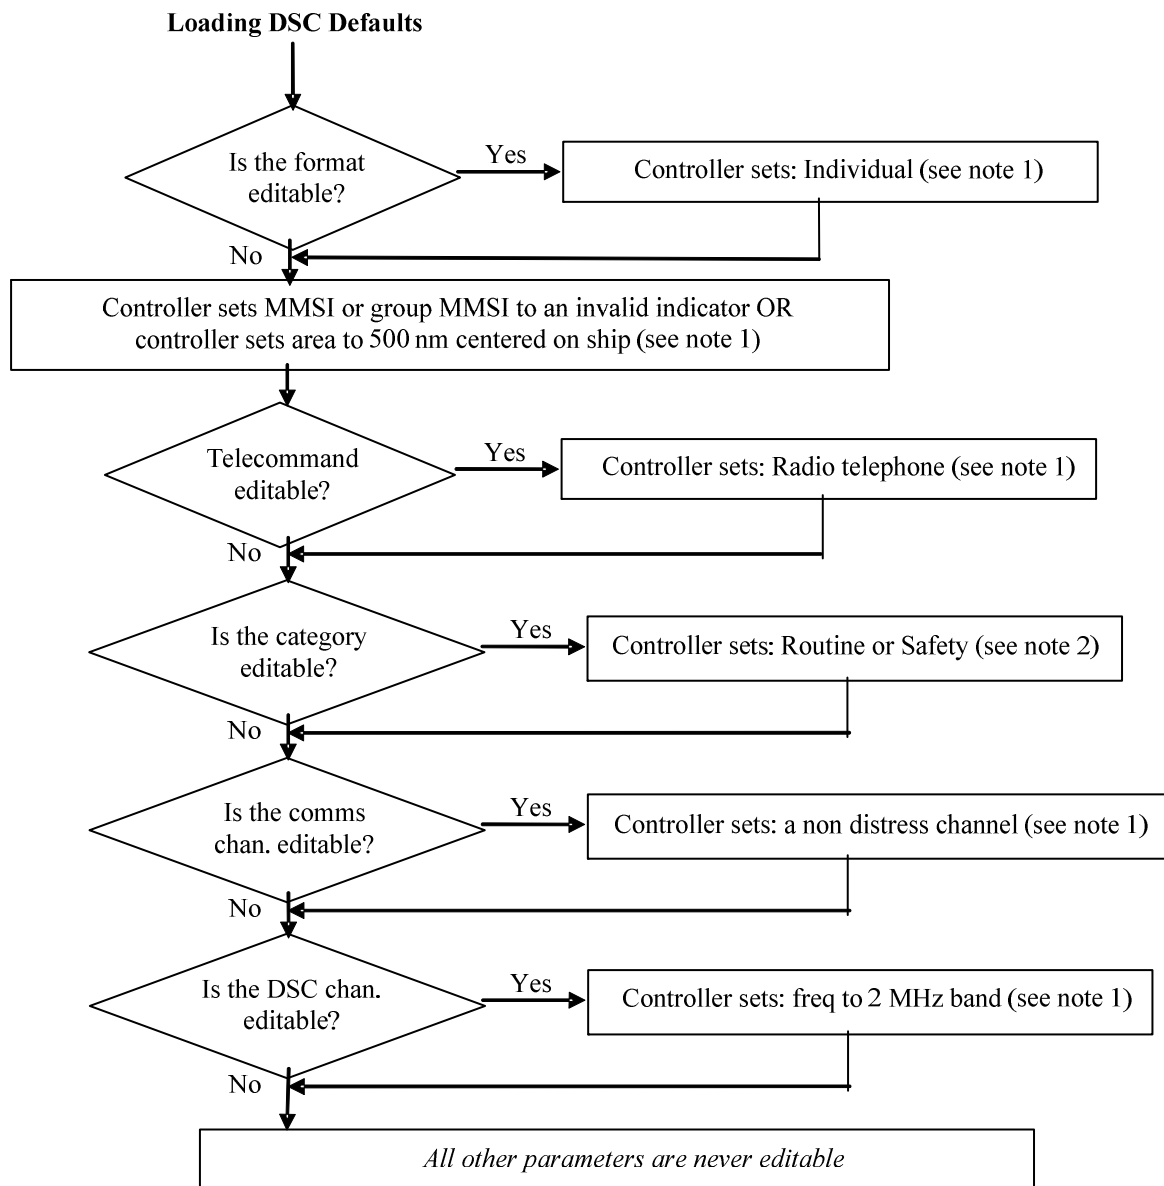 Loading DSC Defaults
Is the format
editable?
Yes
Controller sets: Individual (see note 1)
No
Controller sets MMSI or group MMSI to an invalid indicator OR
controller sets area to 500 nm centered on ship (see note 1)
Telecommand
editable?
Yes
Controller sets: Radio telephone (see note 1)
No
Is the category
editable?
Yes
Controller sets: Routine or Safety (see note 2)
No
Is the comms
chan. editable?
Yes
Controller sets: a non distress channel (see note 1)
No
Is the DSC chan.
editable?
Yes
Controller sets: freq to 2 MHz band (see note 1)
No
All other parameters are never editable